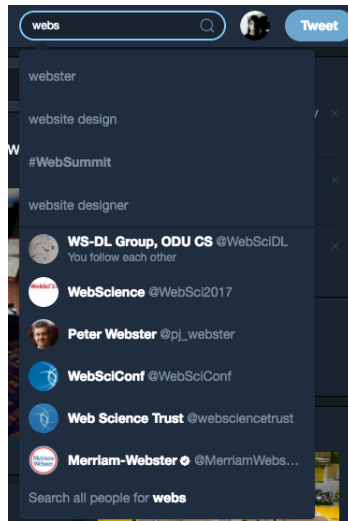 webs
Tweet
webster
website design
#WebSummit
website designer
WS-DL Group, ODU CS @WebSciDL
You follow each other
WebScience @WebSci2017
Peter Webster @pj_webster
WebSciConf @WebSciConf
Web Science Trust @websciencetrust
Merriam-Webster @MerriamWebs...
Search all people for webs